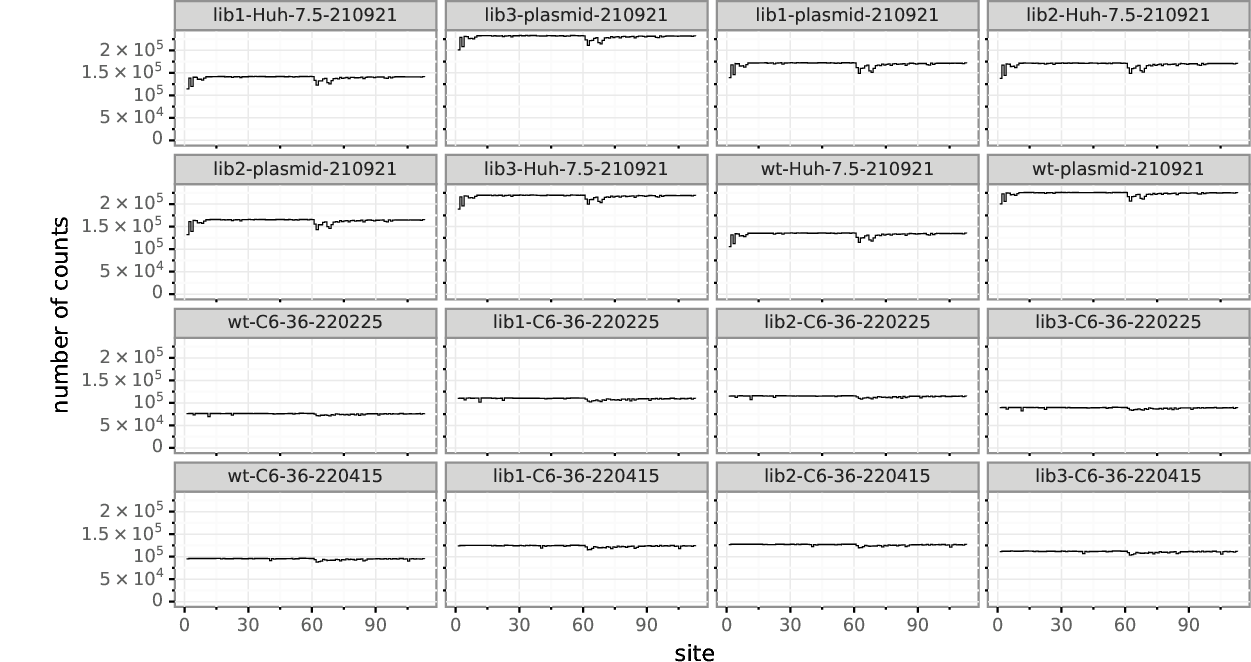 lib1-Huh-7.5-210921 lib3-plasmid-210921 lib1-plasmid-210921 lib2-Huh-7.5-210921
2 × 10⁵
1.5 × 10⁵
10⁵
5 × 10⁴
0
lib2-plasmid-210921 lib3-Huh-7.5-210921 wt-Huh-7.5-210921 wt-plasmid-210921
2 × 10⁵
1.5 × 10⁵
10⁵
5 × 10⁴
0
number of counts
wt-C6-36-220225 lib1-C6-36-220225 lib2-C6-36-220225 lib3-C6-36-220225
2 × 10⁵
1.5 × 10⁵
10⁵
5 × 10⁴
0
wt-C6-36-220415 lib1-C6-36-220415 lib2-C6-36-220415 lib3-C6-36-220415
2 × 10⁵
1.5 × 10⁵
10⁵
5 × 10⁴
0
0 30 60 90 0 30 60 90 0 30 60 90 0 30 60 90
site